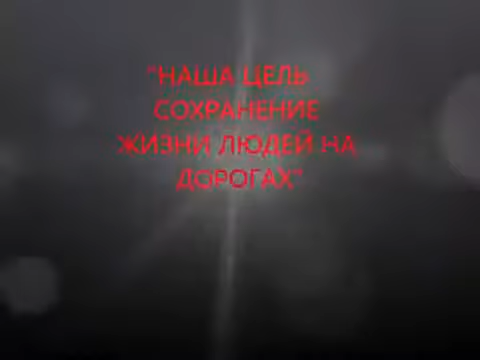 "НАША ЦЕЛЬ
СОХРАНЕНИЕ
ЖИЗНИ ЛЮДЕЙ НА
ДОРОГАХ"